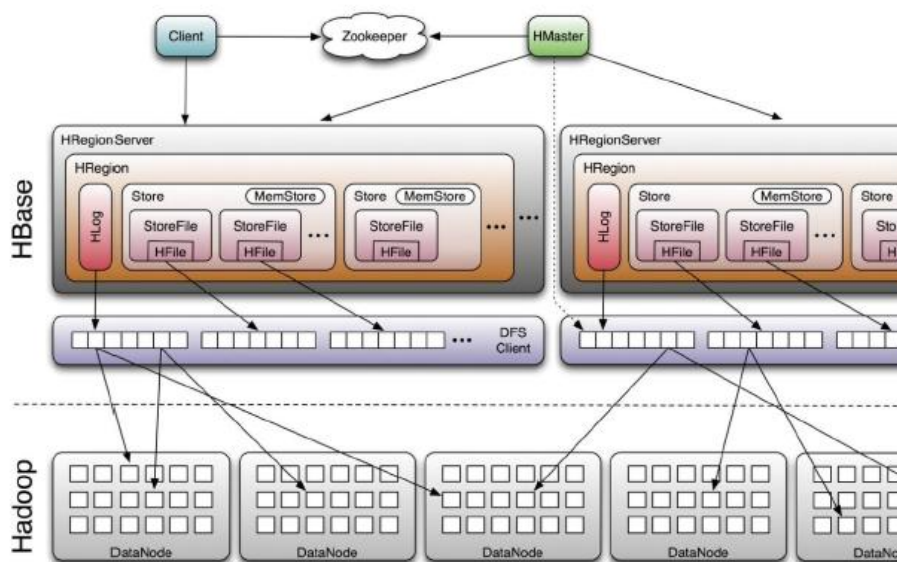 Client
Zookeeper
HMaster
HBase
HRegionServer
HRegion
HLog
Store
MemStore
StoreFile
HFile
StoreFile
HFile
...
Store
MemStore
StoreFile
HFile
...
...
HRegionServer
HRegion
HLog
Store
MemStore
StoreFile
HFile
StoreFile
HFile
...
Store
...
DFS
Client
Hadoop
DataNode
DataNode
DataNode
DataNode